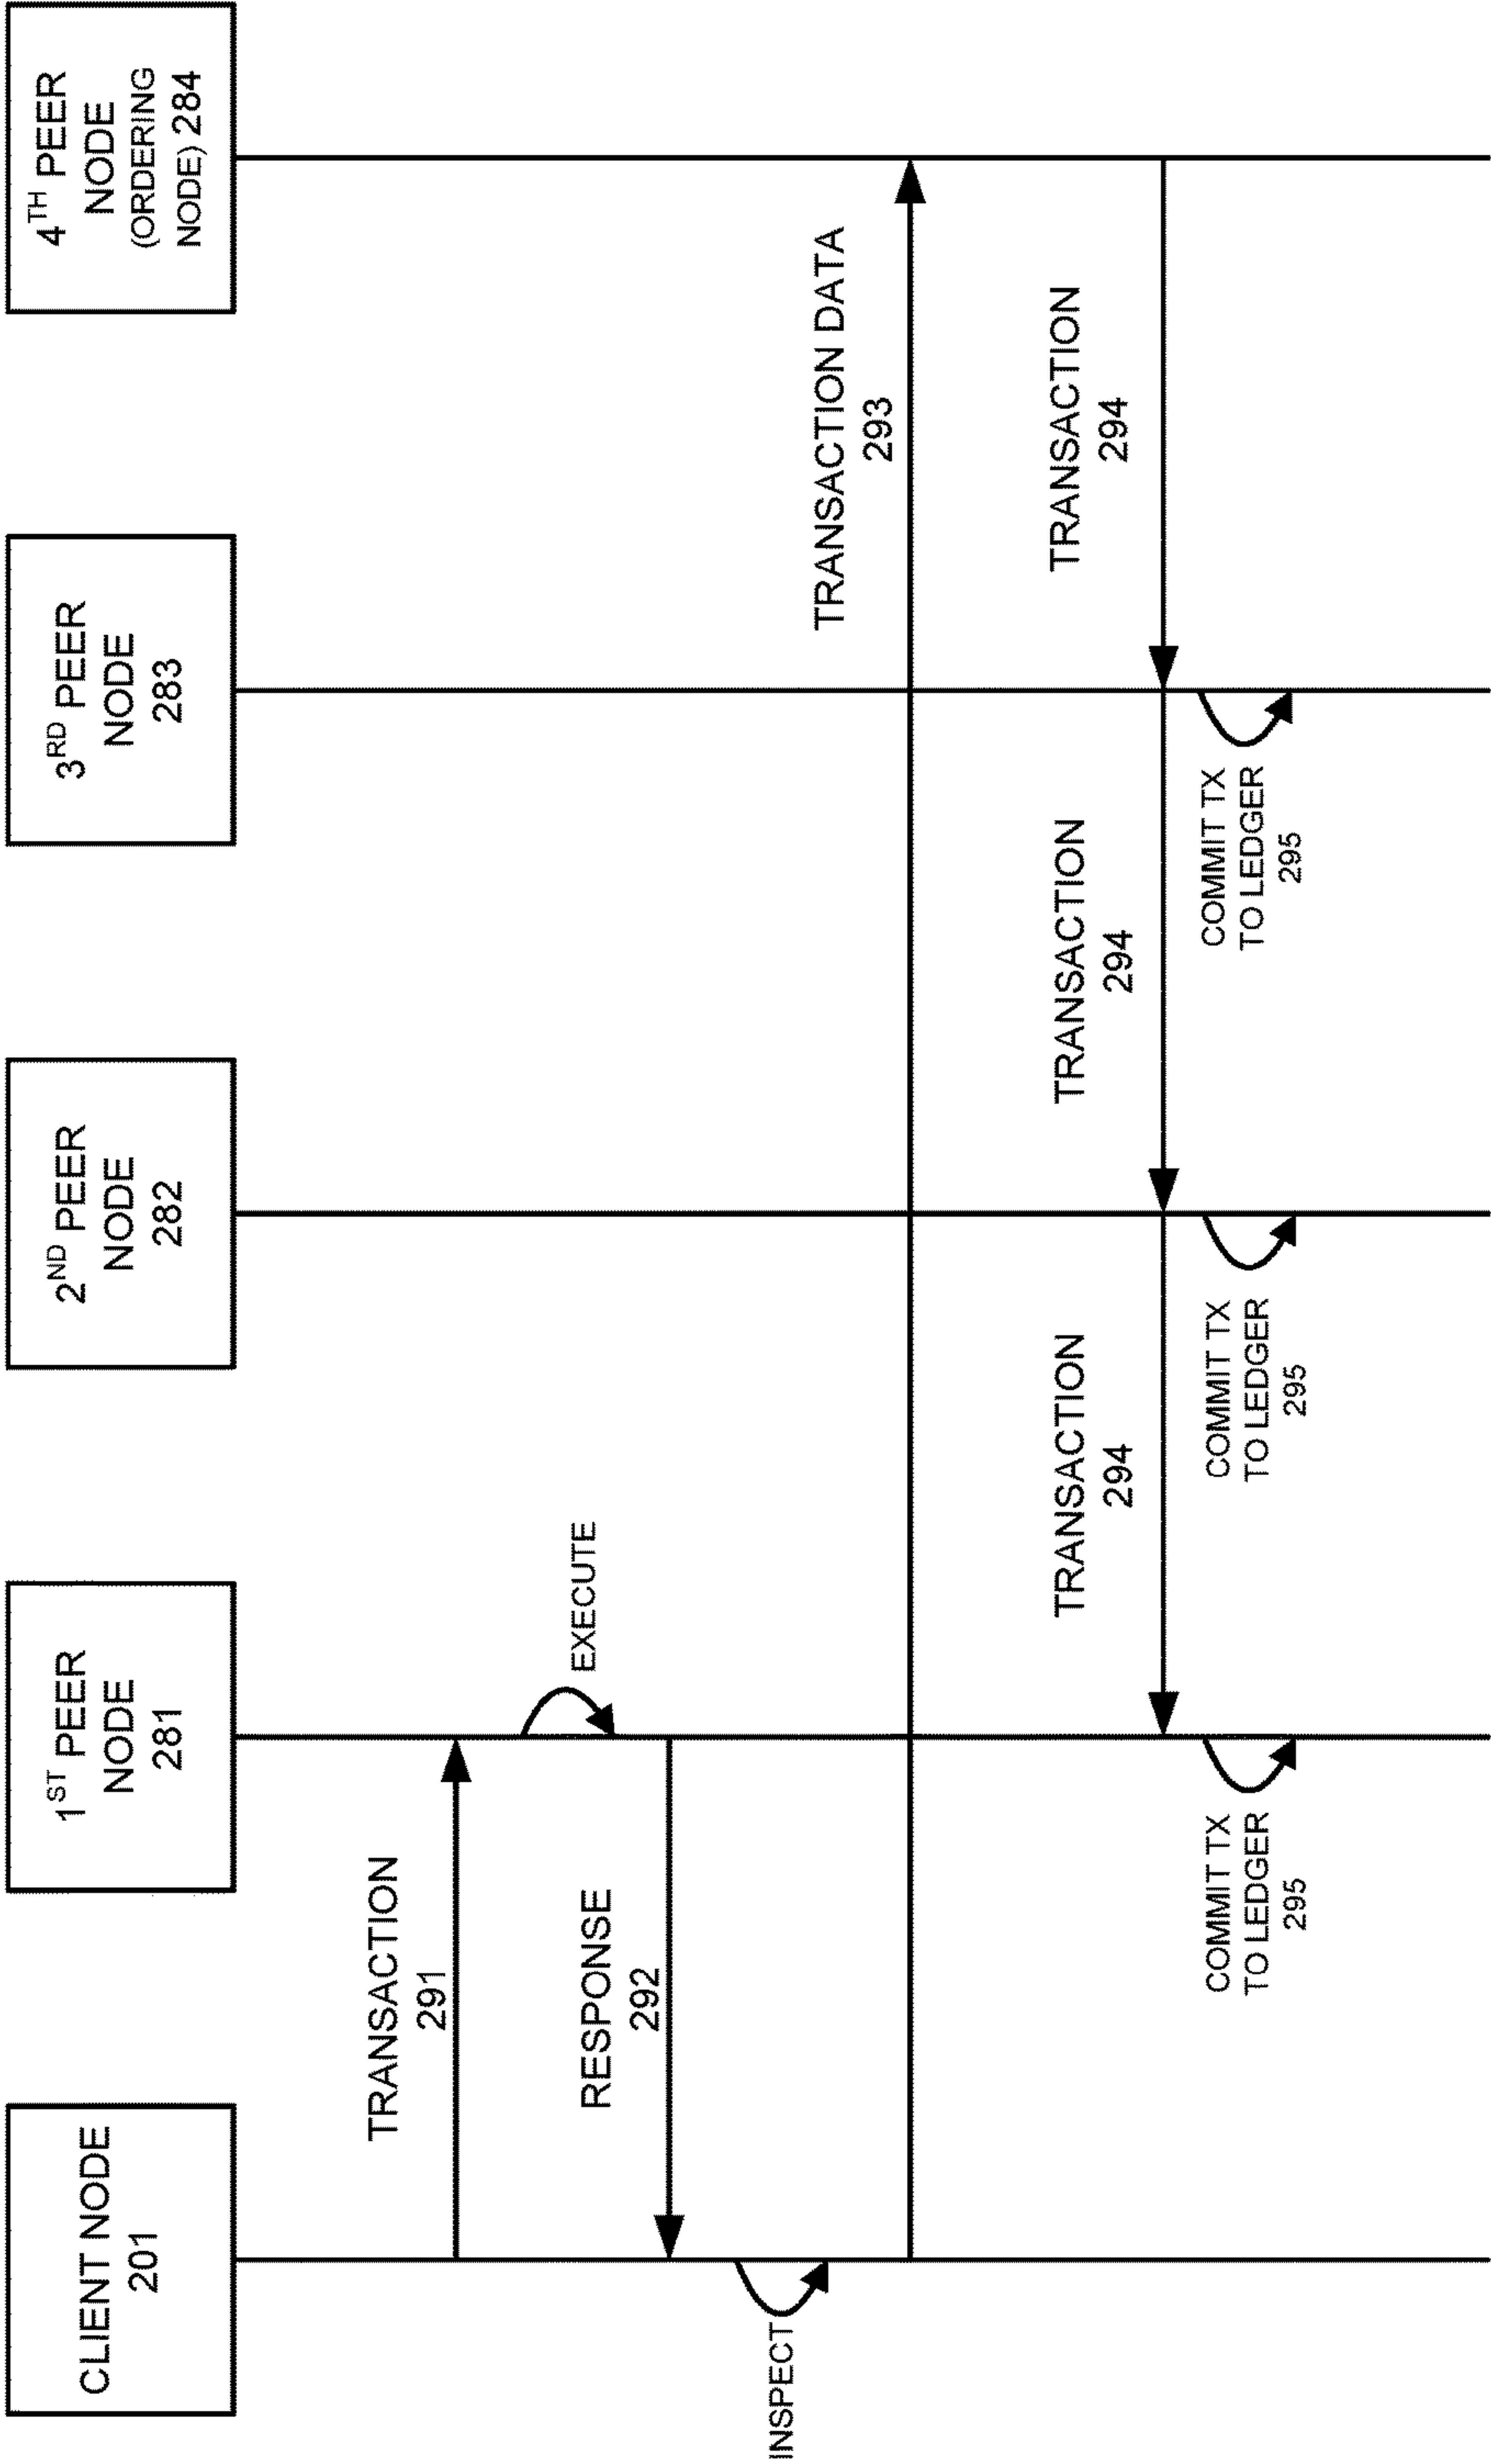 CLIENT NODE
201
1ST PEER
NODE
281
2ND PEER
NODE
282
3RD PEER
NODE
283
4TH PEER
NODE
(ORDERING
NODE) 284
TRANSACTION
291
EXECUTE
RESPONSE
292
INSPECT
TRANSACTION DATA
293
TRANSACTION
294
TRANSACTION
294
TRANSACTION
294
COMMIT TX
TO LEDGER
295
COMMIT TX
TO LEDGER
295
COMMIT TX
TO LEDGER
295